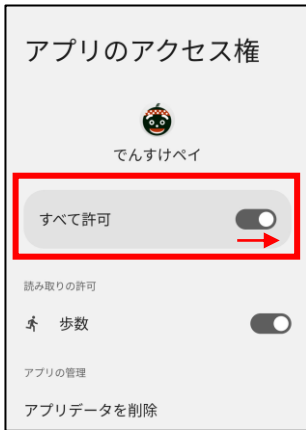 アプリのアクセス権
でんすけペイ
すべて許可
読み取りの許可
歩数
アプリの管理
アプリデータを削除